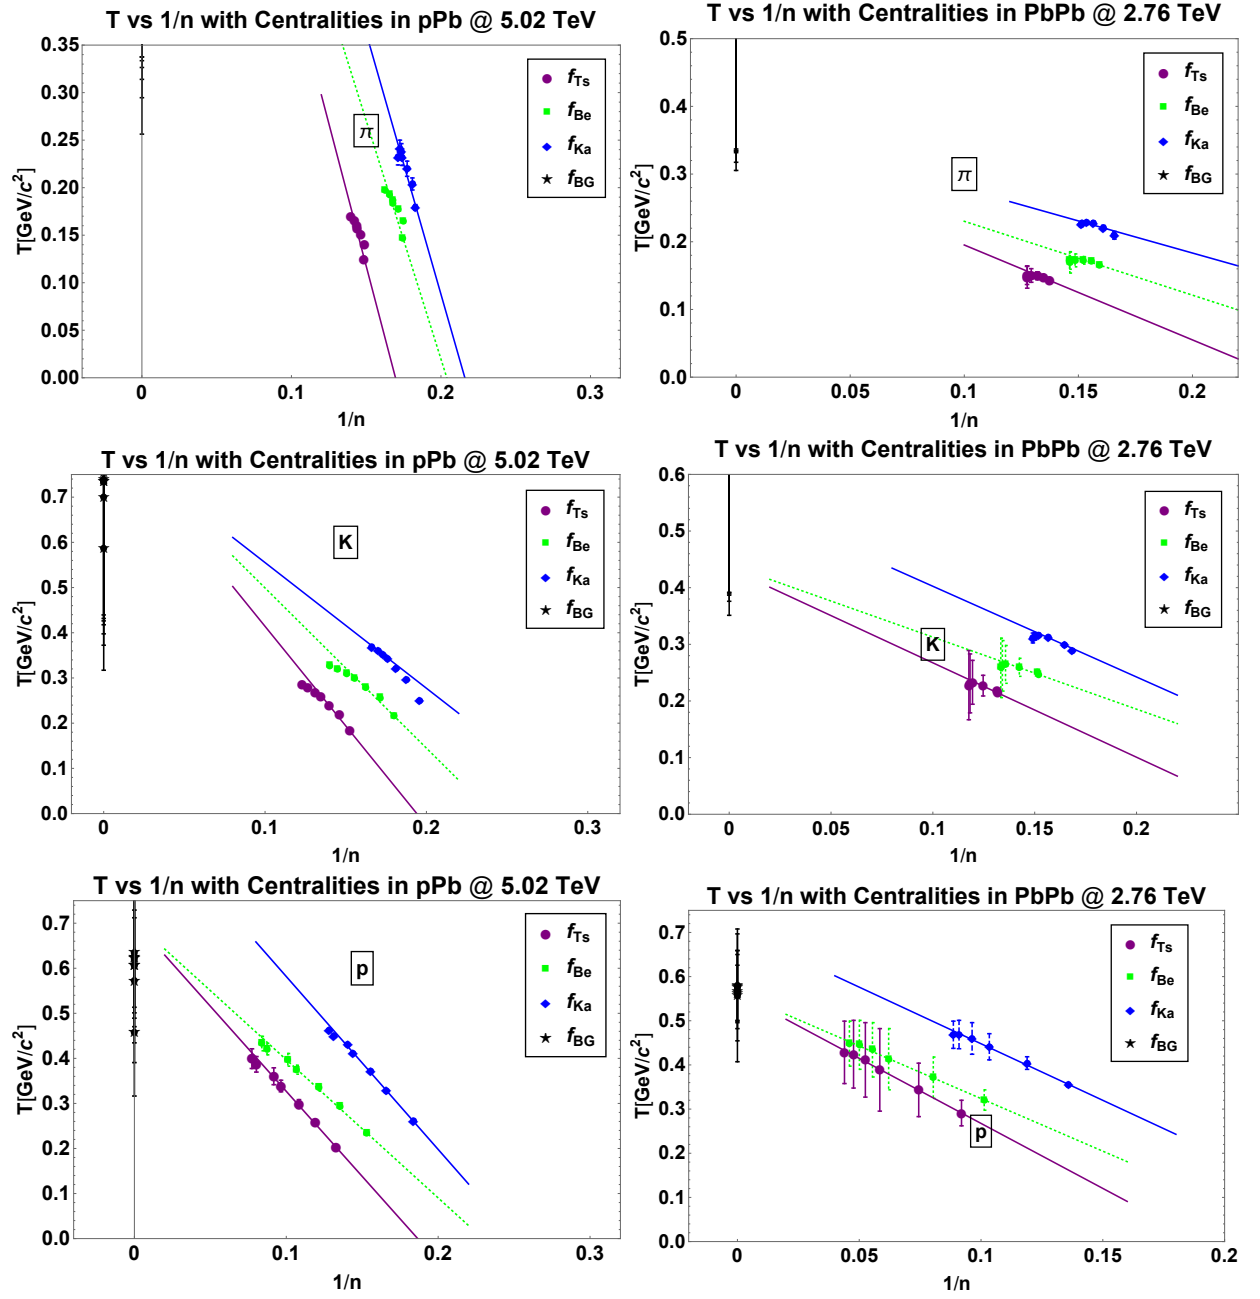 T vs 1/n with Centralities in pPb @ 5.02 TeV
T[GeV/c²]
0.35
0.30
0.25
0.20
0.15
0.10
0.05
0.00
0
0.1
0.2
0.3
1/n
π
fTs
fBe
fKa
fBG
T vs 1/n with Centralities in PbPb @ 2.76 TeV
T[GeV/c²]
0.5
0.4
0.3
0.2
0.1
0.0
0
0.05
0.1
0.15
0.2
1/n
π
fTs
fBe
fKa
fBG
T vs 1/n with Centralities in pPb @ 5.02 TeV
T[GeV/c²]
0.7
0.6
0.5
0.4
0.3
0.2
0.1
0.0
0
0.1
0.2
0.3
1/n
K
fTs
fBe
fKa
fBG
T vs 1/n with Centralities in PbPb @ 2.76 TeV
T[GeV/c²]
0.6
0.5
0.4
0.3
0.2
0.1
0.0
0
0.05
0.1
0.15
0.2
1/n
K
fTs
fBe
fKa
fBG
T vs 1/n with Centralities in pPb @ 5.02 TeV
T[GeV/c²]
0.7
0.6
0.5
0.4
0.3
0.2
0.1
0.0
0
0.1
0.2
0.3
1/n
p
fTs
fBe
fKa
fBG
T vs 1/n with Centralities in PbPb @ 2.76 TeV
T[GeV/c²]
0.7
0.6
0.5
0.4
0.3
0.2
0.1
0.0
0
0.05
0.1
0.15
0.2
1/n
p
fTs
fBe
fKa
fBG